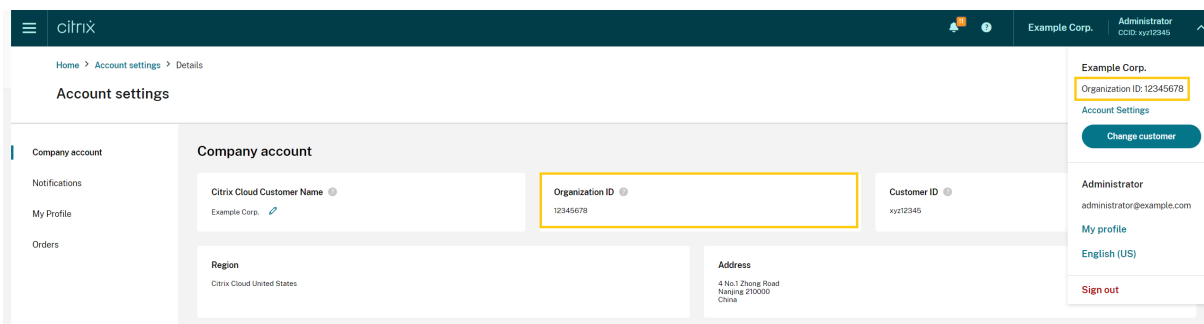 citrix
11
Example Corp.
Administrator
CCID: xyz12345
Home > Account settings > Details
Account settings
Example Corp.
Organization ID: 12345678
Account Settings
Change customer
Administrator
administrator@example.com
My profile
English (US)
Sign out
Company account
Notifications
My Profile
Orders
Company account
Citrix Cloud Customer Name ?
Example Corp.
Organization ID ?
12345678
Customer ID ?
xyz12345
Region
Citrix Cloud United States
Address
4 No.1 Zhong Road
Nanjing 210000
China